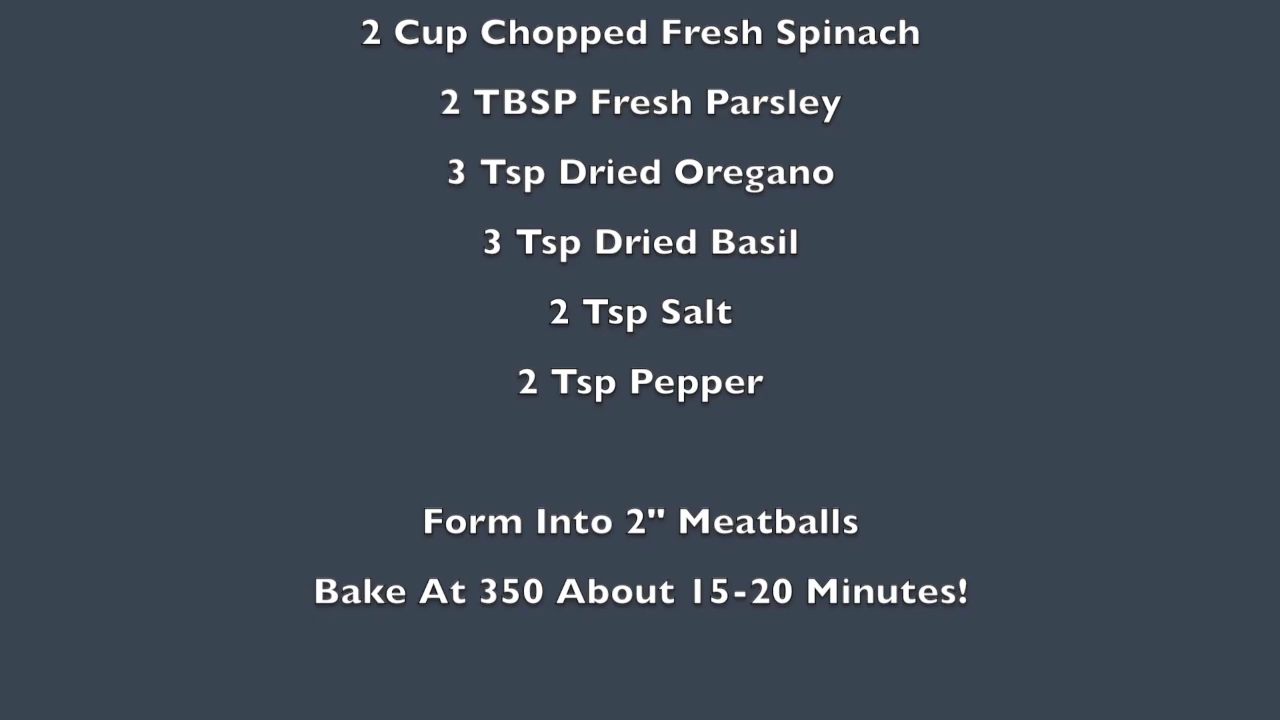 2 Cup Chopped Fresh Spinach
2 TBSP Fresh Parsley
3 Tsp Dried Oregano
3 Tsp Dried Basil
2 Tsp Salt
2 Tsp Pepper
Form Into 2" Meatballs
Bake At 350 About 15-20 Minutes!